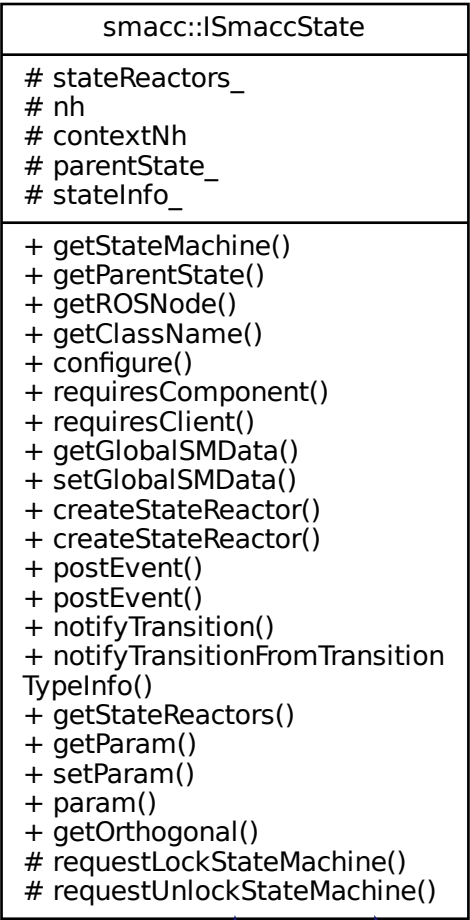 smacc::ISmaccState
# stateReactors_
# nh
# contextNh
# parentState_
# stateInfo_
+ getStateMachine()
+ getParentState()
+ getROSNode()
+ getClassName()
+ configure()
+ requiresComponent()
+ requiresClient()
+ getGlobalSMData()
+ setGlobalSMData()
+ createStateReactor()
+ createStateReactor()
+ postEvent()
+ postEvent()
+ notifyTransition()
+ notifyTransitionFromTransition
TypeInfo()
+ getStateReactors()
+ getParam()
+ setParam()
+ param()
+ getOrthogonal()
# requestLockStateMachine()
# requestUnlockStateMachine()